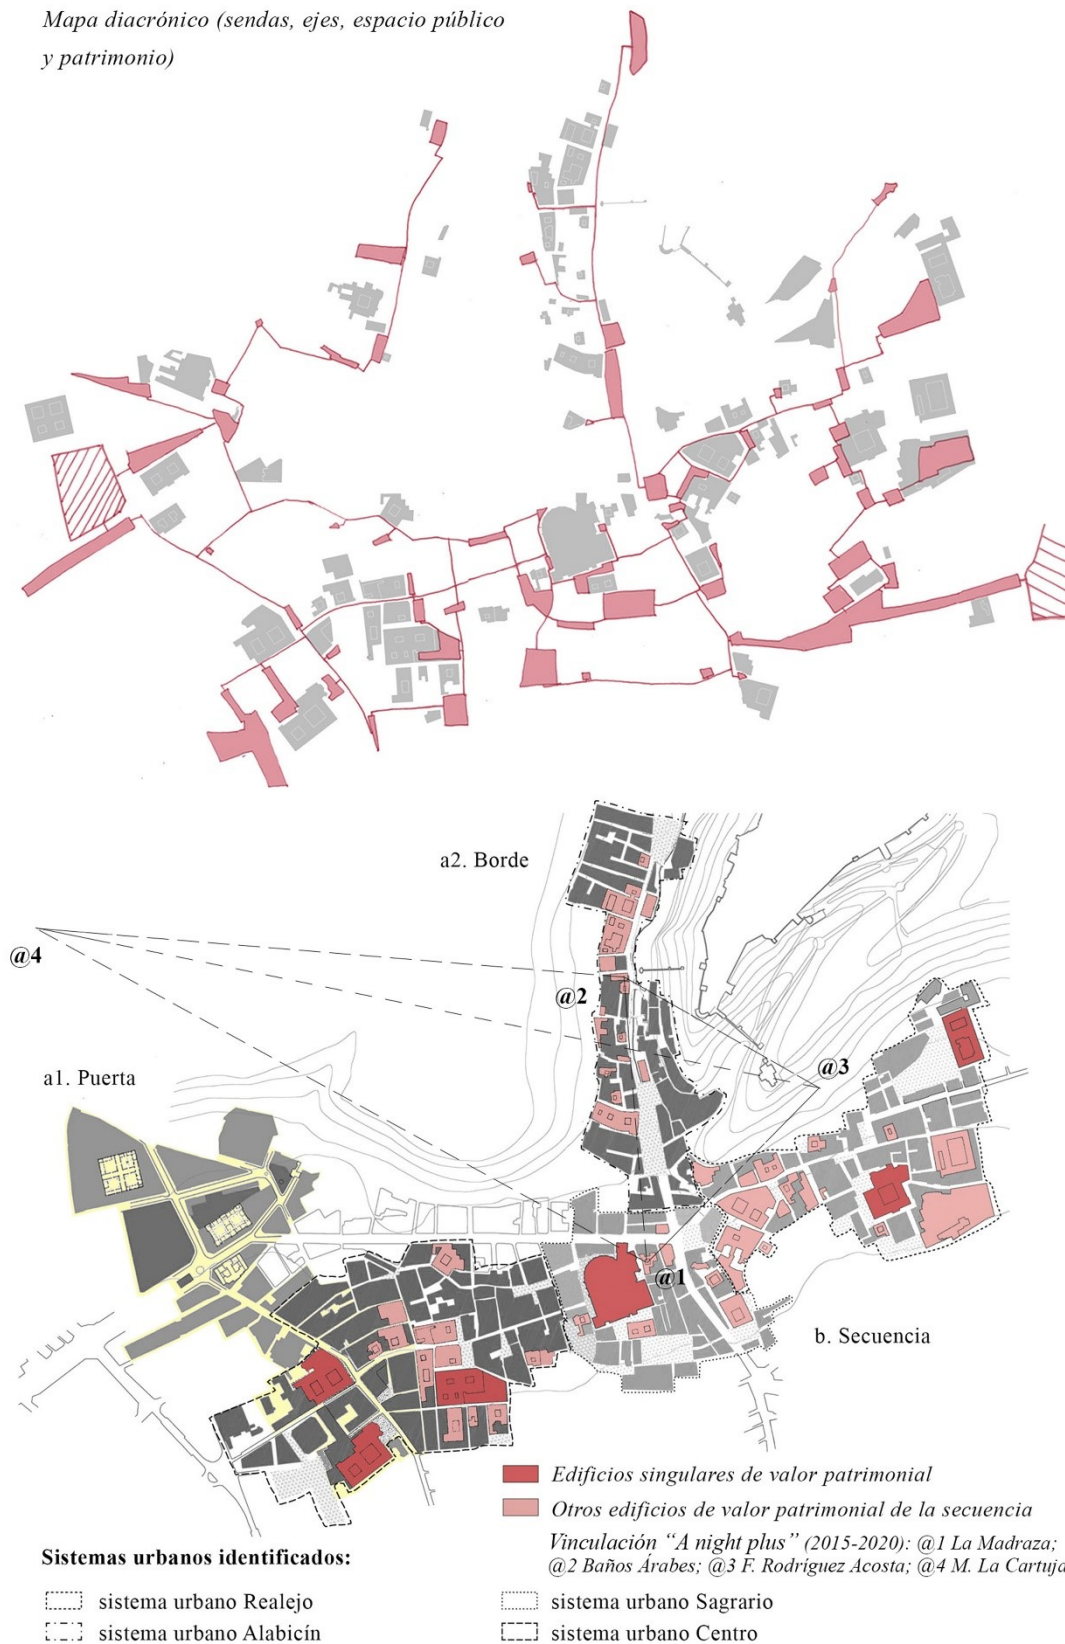 Mapa diacrónico (sendas, ejes, espacio público
y patrimonio)
a2. Borde
@4
@2
@3
a1. Puerta
@1
b. Secuencia
Edificios singulares de valor patrimonial
Otros edificios de valor patrimonial de la secuencia
Vinculación “A night plus” (2015-2020): @1 La Madraza;
@2 Baños Árabes; @3 F. Rodríguez Acosta; @4 M. La Cartuja
Sistemas urbanos identificados:
sistema urbano Realejo
sistema urbano Sagrario
sistema urbano Alabicín
sistema urbano Centro